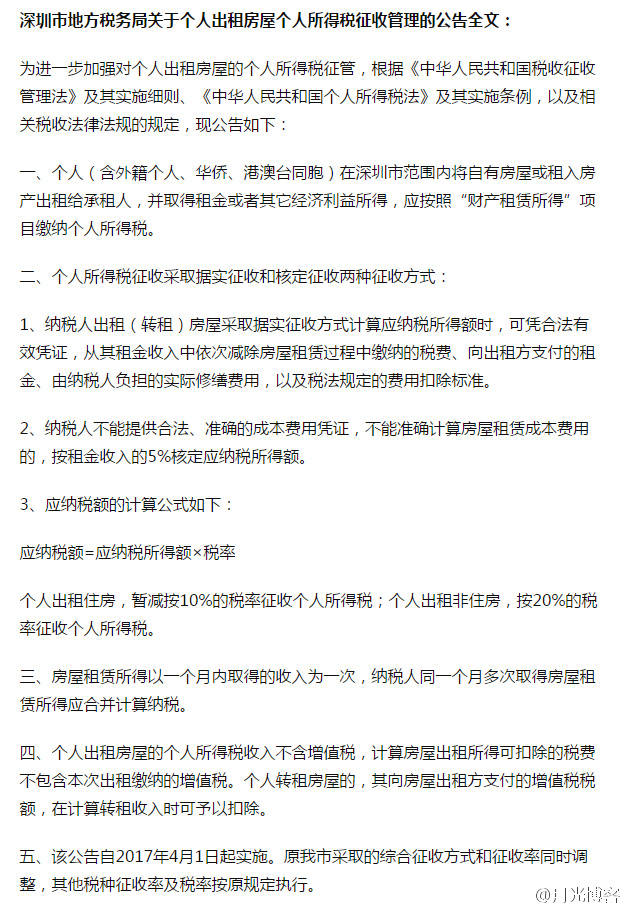 深圳市地方税务局关于个人出租房屋个人所得税征收管理的公告全文：
为进一步加强对个人出租房屋的个人所得税征管，根据《中华人民共和国税收征收
管理法》及其实施细则、《中华人民共和国个人所得税法》及其实施条例，以及相
关税收法律法规的规定，现公告如下：
一、个人（含外籍个人、华侨、港澳台同胞）在深圳市范围内将自有房屋或租入房
产出租给承租人，并取得租金或者其它经济利益所得，应按照“财产租赁所得”项
目缴纳个人所得税。
二、个人所得税征收采取据实征收和核定征收两种征收方式：
1、纳税人出租（转租）房屋采取据实征收方式计算应纳税所得额时，可凭合法有
效凭证，从其租金收入中依次减除房屋租赁过程中缴纳的税费、向出租方支付的租
金、由纳税人负担的实际修缮费用，以及税法规定的费用扣除标准。
2、纳税人不能提供合法、准确的成本费用凭证，不能准确计算房屋租赁成本费用
的，按租金收入的5%核定应纳税所得额。
3、应纳税额的计算公式如下：
应纳税额=应纳税所得额×税率
个人出租住房，暂减按10%的税率征收个人所得税；个人出租非住房，按20%的税
率征收个人所得税。
三、房屋租赁所得以一个月内取得的收入为一次，纳税人同一个月多次取得房屋租
赁所得应合并计算纳税。
四、个人出租房屋的个人所得税收入不含增值税，计算房屋出租所得可扣除的税费
不包含本次出租缴纳的增值税。个人转租房屋的，其向房屋出租方支付的增值税税
额，在计算转租收入时可予以扣除。
五、该公告自2017年4月1日起实施。原我市采取的综合征收方式和征收率同时调
整，其他税种征收率及税率按原规定执行。
@月光博客